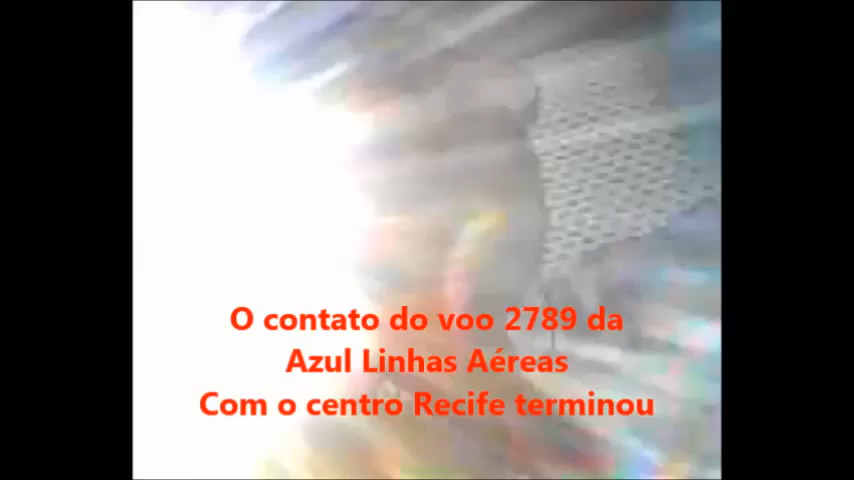 O contato do voo 2789 da
Azul Linhas Aéreas
Com o centro Recife terminou